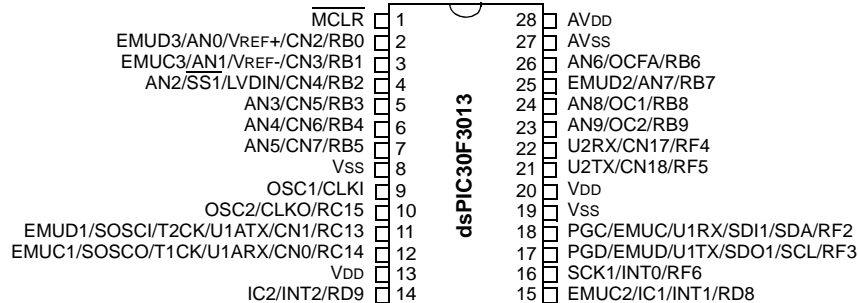 MCLR 1 28 AVDD
EMUD3/AN0/VREF+/CN2/RB0 2 27 AVSS
EMUC3/AN1/VREF-/CN3/RB1 3 26 AN6/OCFA/RB6
AN2/SS1/LVDIN/CN4/RB2 4 25 EMUD2/AN7/RB7
AN3/CN5/RB3 5 24 AN8/OC1/RB8
AN4/CN6/RB4 6 23 AN9/OC2/RB9
AN5/CN7/RB5 7 22 U2RX/CN17/RF4
VSS 8 21 U2TX/CN18/RF5
OSC1/CLKI 9 20 VDD
OSC2/CLKO/RC15 10 19 VSS
EMUD1/SOSCI/T2CK/U1ATX/CN1/RC13 11 18 PGC/EMUC/U1RX/SDI1/SDA/RF2
EMUC1/SOSCO/T1CK/U1ARX/CN0/RC14 12 17 PGD/EMUD/U1TX/SDO1/SCL/RF3
VDD 13 16 SCK1/INT0/RF6
IC2/INT2/RD9 14 15 EMUC2/IC1/INT1/RD8
dsPIC30F3013